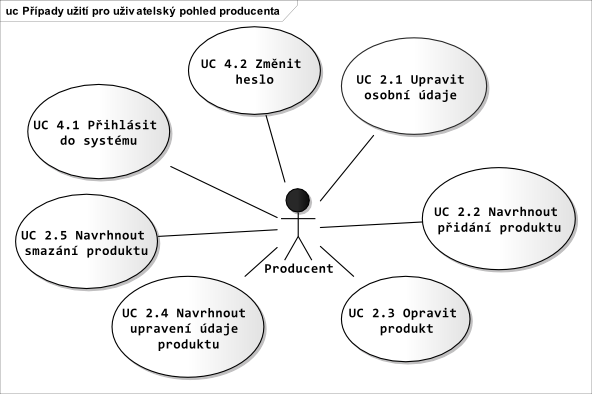 uc Případy užití pro uživatelský pohled producenta
UC 4.2 Změnit
heslo
UC 2.1 Upravit
osobní údaje
UC 4.1 Přihlásit
do systému
UC 2.2 Navrhnout
přidání produktu
UC 2.5 Navrhnout
smazání produktu
Producent
UC 2.4 Navrhnout
upravení údaje
produktu
UC 2.3 Opravit
produkt